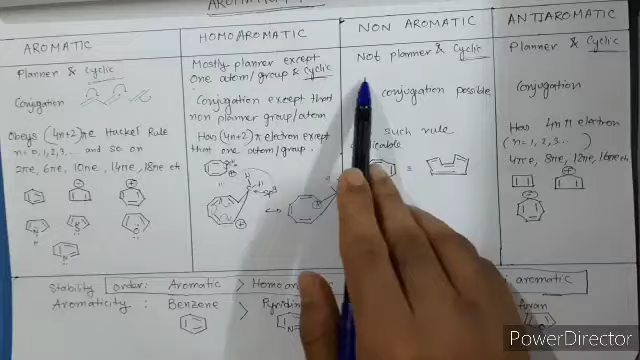 AROMATIC
HOMOAROMATIC
NON AROMATIC
ANTIAROMATIC
Planner & Cyclic
Conjugation
Obeys (4n+2)πe Huckel Rule
n=0,1,2,3... and so on
2πe, 6πe, 10πe, 14πe, 18πe etc
Mostly planner except
one atom/group & Cyclic
Conjugation except that
non planner group/atom
Has (4n+2)π electron except
that one atom/group.
Not planner & Cyclic
conjugation possible
such rule
Planner & Cyclic
Conjugation
Has 4nπ electron
(n=1,2,3...)
4πe, 8πe, 12πe, 16πe etc
Stability order: Aromatic > aromatic
Aromaticity : Benzene > Furan
PowerDirector